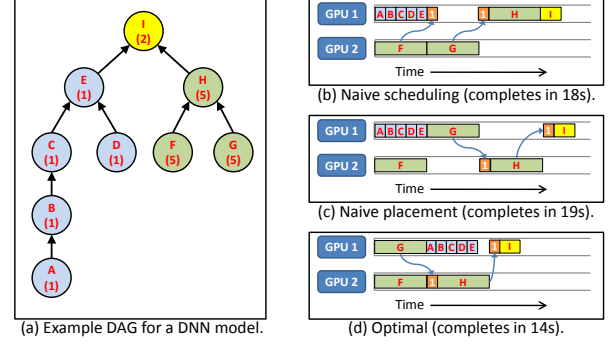 I
(2)
E
(1)
H
(5)
C
(1)
D
(1)
F
(5)
G
(5)
B
(1)
A
(1)
(a) Example DAG for a DNN model.
GPU 1 A B C D E 1 1 H I
GPU 2 F G
Time
(b) Naive scheduling (completes in 18s).
GPU 1 A B C D E G 1 I
GPU 2 F 1 H
Time
(c) Naive placement (completes in 19s).
GPU 1 G A B C D E 1 I
GPU 2 F 1 H
Time
(d) Optimal (completes in 14s).